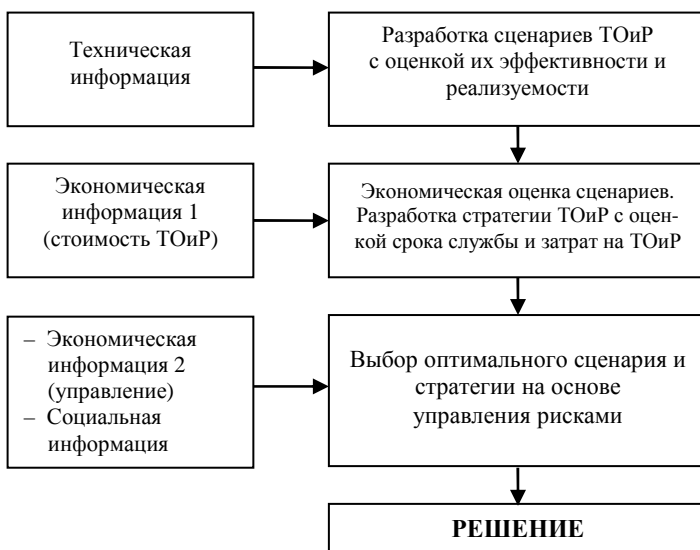 Техническая
информация
Разработка сценариев ТОиР
с оценкой их эффективности и
реализуемости
Экономическая
информация 1
(стоимость ТОиР)
Экономическая оценка сценариев.
Разработка стратегии ТОиР с оцен-
кой срока службы и затрат на ТОиР
– Экономическая
информация 2
(управление)
– Социальная
информация
Выбор оптимального сценария и
стратегии на основе
управления рисками
РЕШЕНИЕ